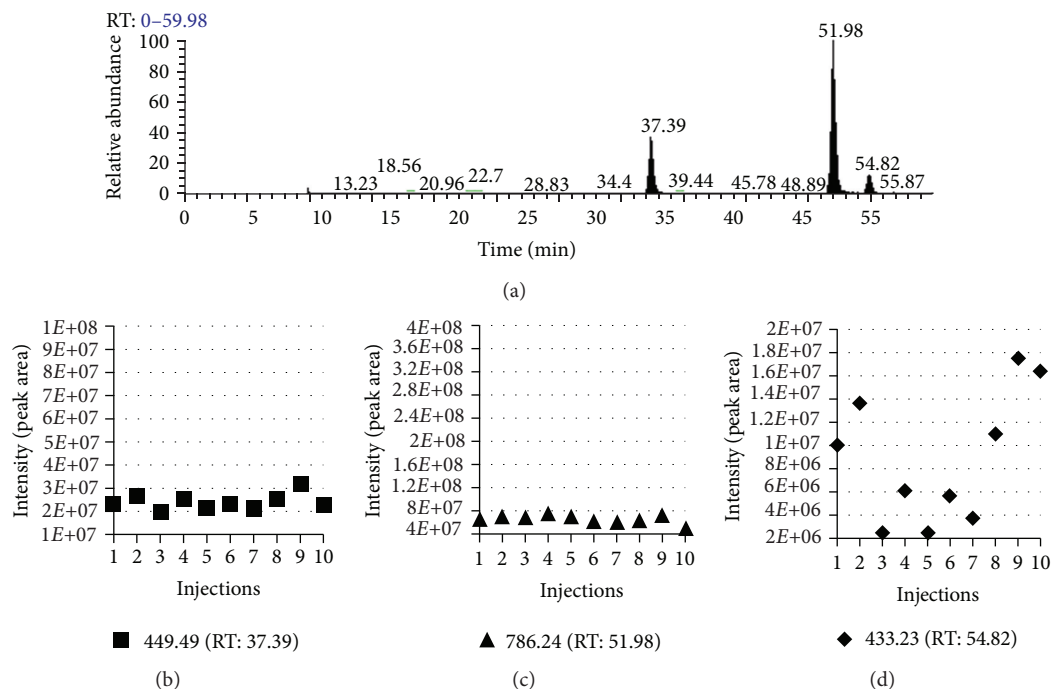 RT: 0–59.98
Relative abundance
100
80
60
40
20
0
13.23
18.56
20.96
22.7
28.83
34.4
37.39
39.44
45.78
48.89
51.98
54.82
55.87
0 5 10 15 20 25 30 35 40 45 55
Time (min)
(a)
Intensity (peak area)
1E+08
9E+07
8E+07
7E+07
6E+07
5E+07
4E+07
3E+07
2E+07
1E+07
1 2 3 4 5 6 7 8 9 10
Injections
449.49 (RT: 37.39)
(b)
Intensity (peak area)
4E+08
3.6E+08
3.2E+08
2.8E+08
2.4E+08
2E+08
1.6E+08
1.2E+08
8E+07
4E+07
1 2 3 4 5 6 7 8 9 10
Injections
786.24 (RT: 51.98)
(c)
Intensity (peak area)
2E+07
1.8E+07
1.6E+07
1.4E+07
1.2E+07
1E+07
8E+06
6E+06
4E+06
2E+06
1 2 3 4 5 6 7 8 9 10
Injections
433.23 (RT: 54.82)
(d)